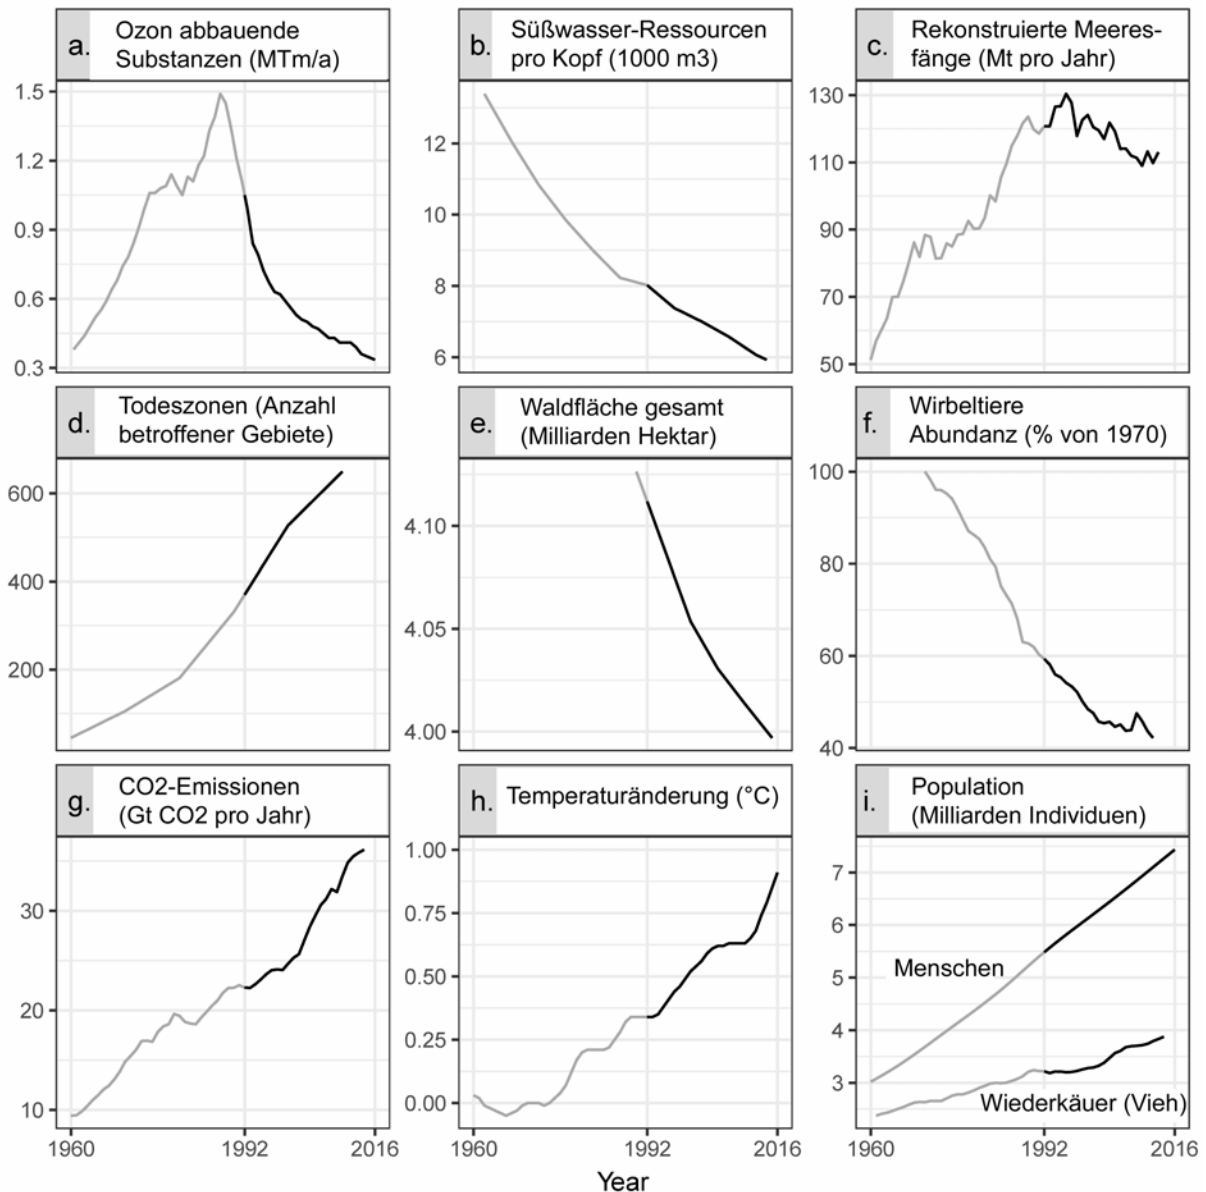 a. Ozon abbauende
Substanzen (MTm/a)
1.5
1.2
0.9
0.6
0.3
b. Süßwasser-Ressourcen
pro Kopf (1000 m3)
12
10
8
6
c. Rekonstruierte Meeres-
fänge (Mt pro Jahr)
130
110
90
70
50
d. Todeszonen (Anzahl
betroffener Gebiete)
600
400
200
e. Waldfläche gesamt
(Milliarden Hektar)
4.10
4.05
4.00
f. Wirbeltiere
Abundanz (% von 1970)
100
80
60
40
g. CO2-Emissionen
(Gt CO2 pro Jahr)
30
20
10
1960 1992 2016
h. Temperaturänderung (°C)
1.00
0.75
0.50
0.25
0.00
1960 1992 2016
i. Population
(Milliarden Individuen)
7
6
5
4
3
Menschen
Wiederkäuer (Vieh)
1960 1992 2016
Year